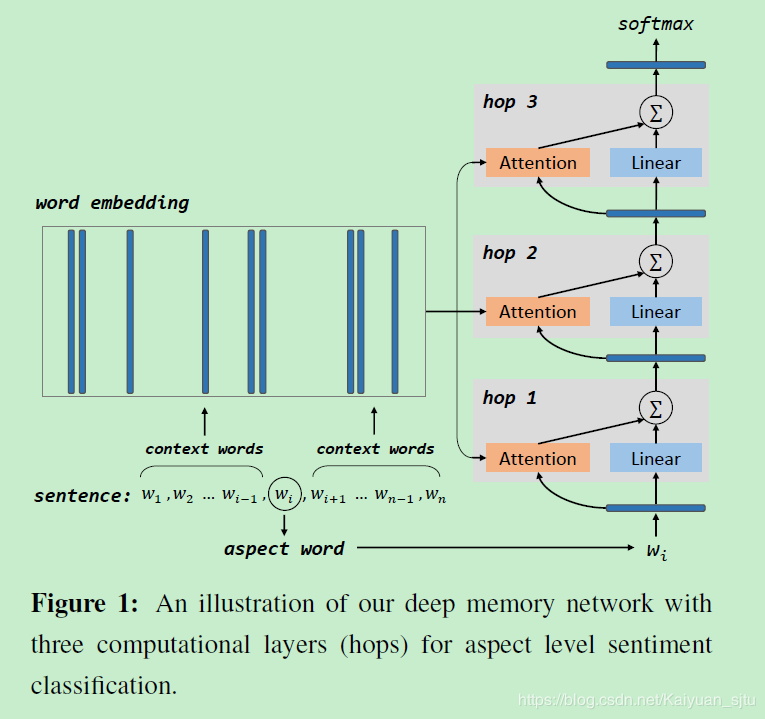 softmax
hop 3
Σ
Attention
Linear
word embedding
hop 2
Σ
Attention
Linear
hop 1
Σ
Attention
Linear
context words
context words
sentence: w₁ ,w₂ … wᵢ₋₁ , wᵢ , wᵢ₊₁ … wₙ₋₁ ,wₙ
aspect word
wᵢ
Figure 1: An illustration of our deep memory network with
three computational layers (hops) for aspect level sentiment
classification.
https://blog.csdn.net/Kaiyuan_sjtu